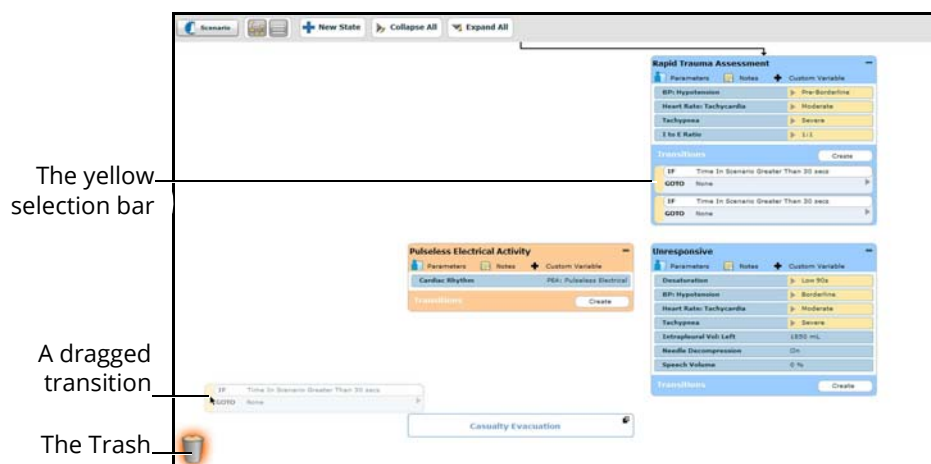 Scenario New State Collapse All Expand All
Rapid Trauma Assessment
Parameters Notes Custom Variable
BP: Hypotension Pre-Borderline
Heart Rate: Tachycardia Moderate
Tachypnea Severe
I to E Ratio 1:1
Transitions Create
IF Time In Scenario Greater Than 30 secs
GOTO None
IF Time In Scenario Greater Than 30 secs
GOTO None
The yellow
selection bar
Pulseless Electrical Activity
Parameters Notes Custom Variable
Cardiac Rhythm PEA: Pulseless Electrical
Transitions Create
Unresponsive
Parameters Notes Custom Variable
Desaturation Low 90s
BP: Hypotension Borderline
Heart Rate: Tachycardia Moderate
Tachypnea Severe
Intrapleural Vol: Left 1850 mL
Needle Decompression On
Speech Volume 0 %
Transitions Create
A dragged
transition
IF Time In Scenario Greater Than 30 secs
GOTO None
Casualty Evacuation
The Trash